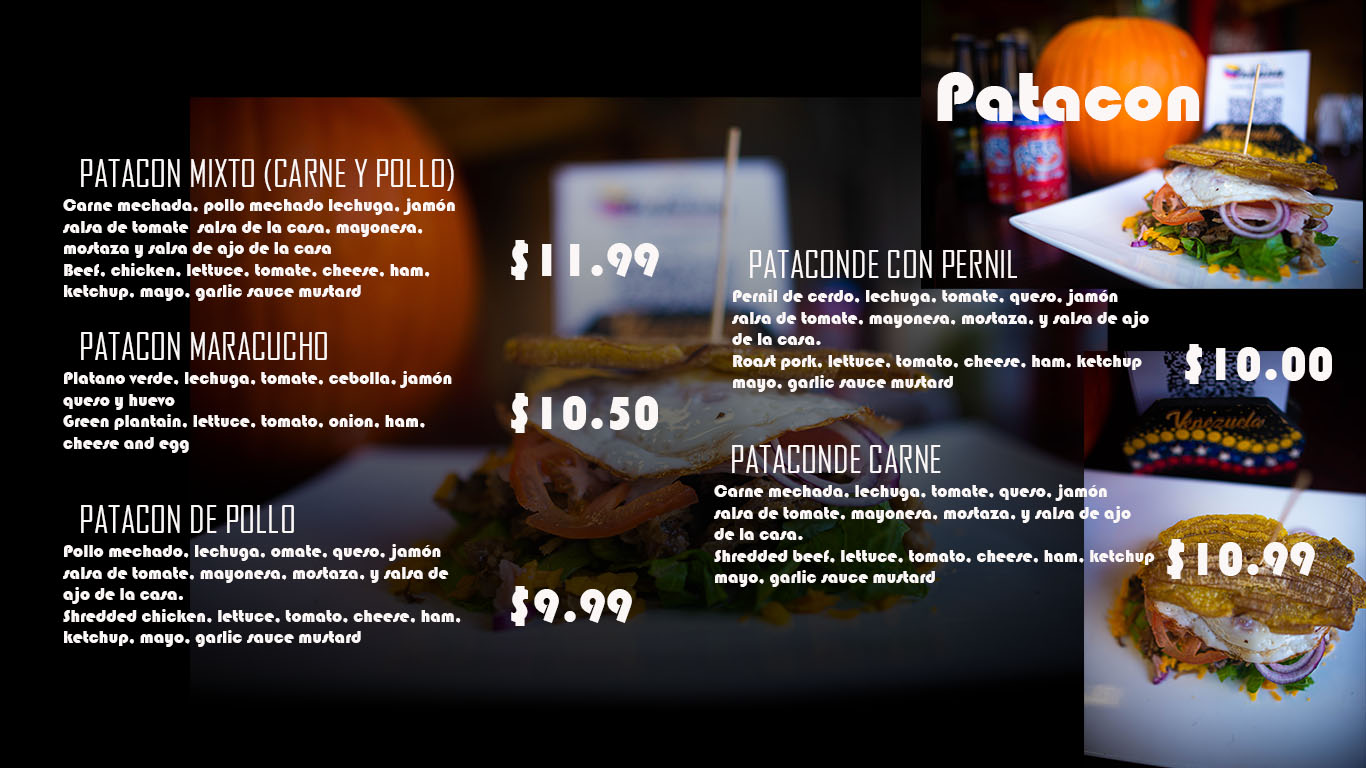 Patacon
PATACON MIXTO (CARNE Y POLLO)
Carne mechada, pollo mechado lechuga, jamón
salsa de tomate salsa de la casa, mayonesa,
mostaza y salsa de ajo de la casa
Beef, chicken, lettuce, tomate, cheese, ham,
ketchup, mayo, garlic sauce mustard
$11.99
PATACON MARACUCHO
Platano verde, lechuga, tomate, cebolla, jamón
queso y huevo
Green plantain, lettuce, tomato, onion, ham,
cheese and egg
$10.50
PATACON DE POLLO
Pollo mechado, lechuga, omate, queso, jamón
salsa de tomate, mayonesa, mostaza, y salsa de
ajo de la casa.
Shredded chicken, lettuce, tomato, cheese, ham,
ketchup, mayo, garlic sauce mustard
$9.99
PATACONDE CON PERNIL
Pernil de cerdo, lechuga, tomate, queso, jamón
salsa de tomate, mayonesa, mostaza, y salsa de ajo
de la casa.
Roast pork, lettuce, tomato, cheese, ham, ketchup
mayo, garlic sauce mustard
$10.00
PATACONDE CARNE
Carne mechada, lechuga, tomate, queso, jamón
salsa de tomate, mayonesa, mostaza, y salsa de ajo
de la casa.
Shredded beef, lettuce, tomato, cheese, ham, ketchup
mayo, garlic sauce mustard
$10.99
Venezuela